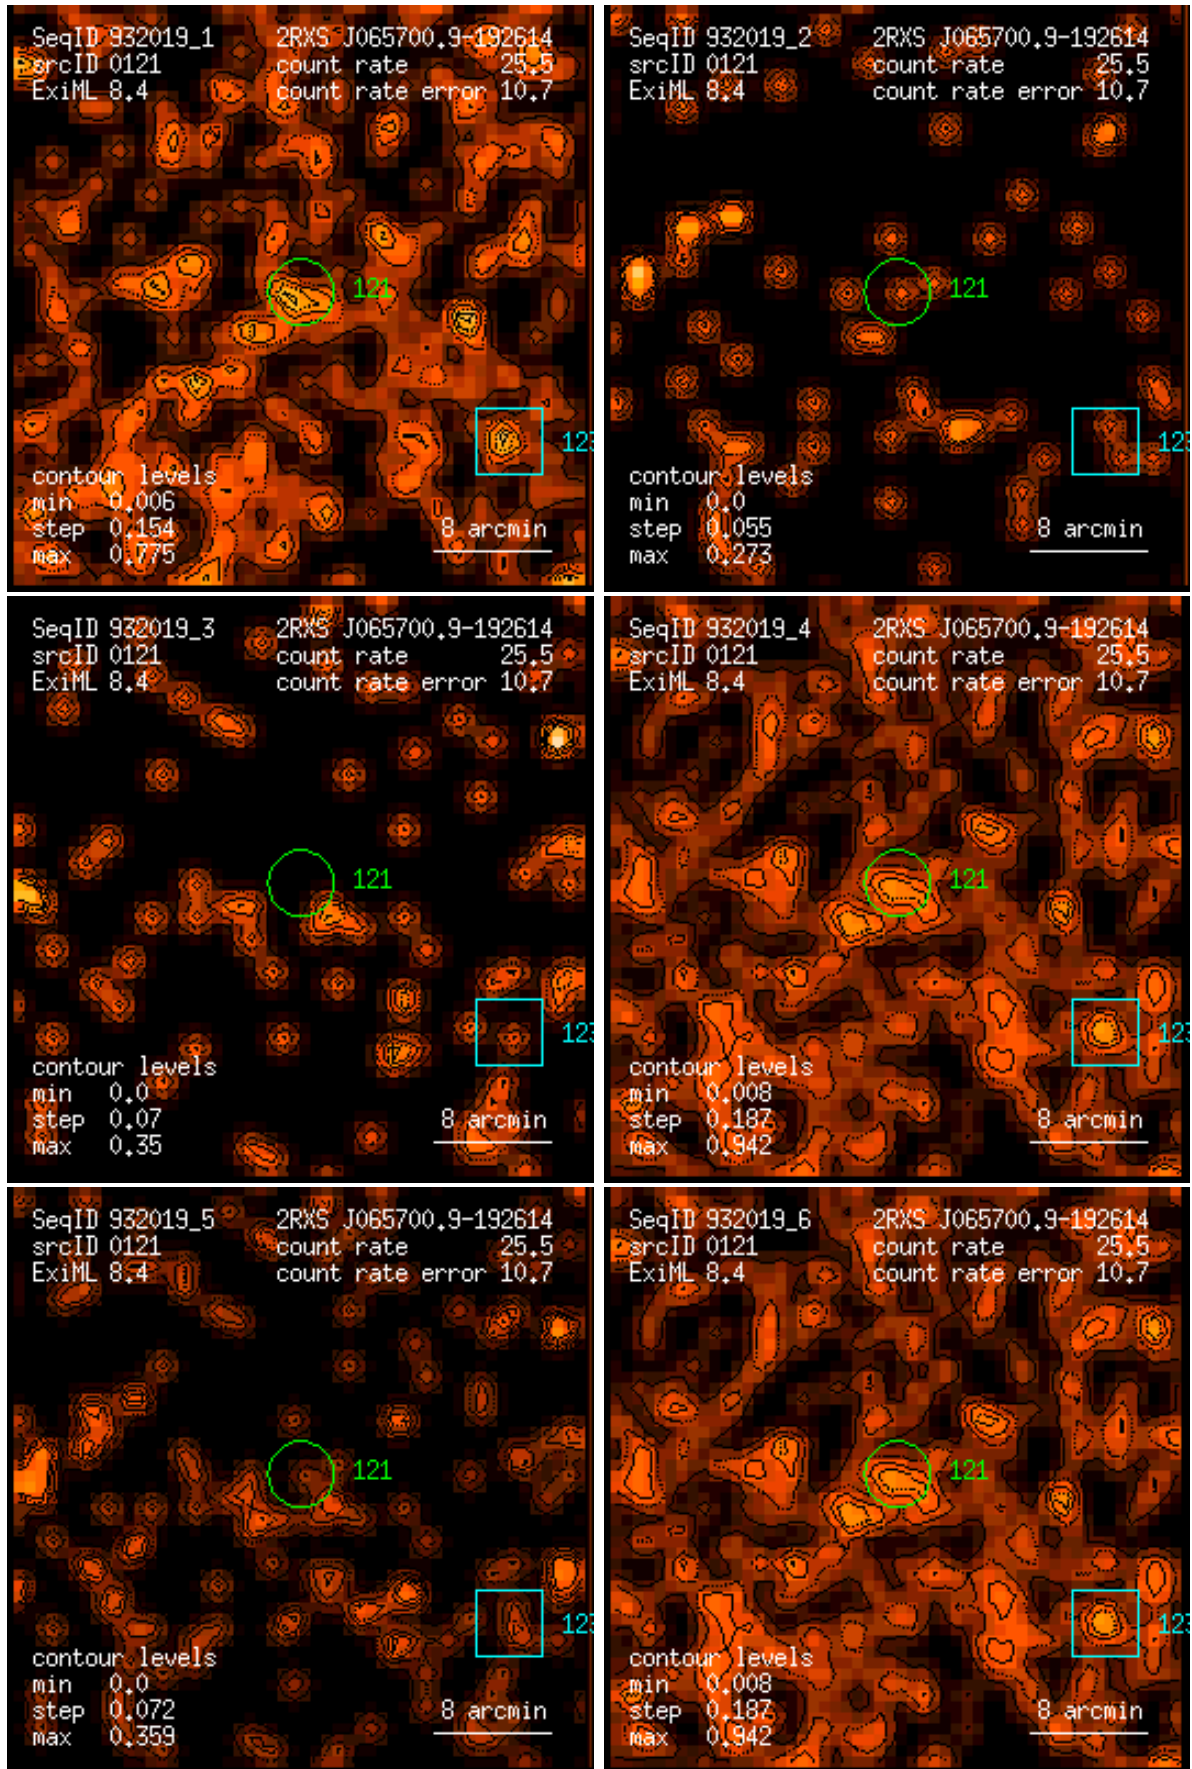 SeqID 932019_1 2RXS J065700.9-192614
srcID 0121 count rate 25.5
ExiML 8.4 count rate error 10.7
121
123
contour levels
min 0.006
step 0.154 8 arcmin
max 0.775
SeqID 932019_2 2RXS J065700.9-192614
srcID 0121 count rate 25.5
ExiML 8.4 count rate error 10.7
121
123
contour levels
min 0.0
step 0.055 8 arcmin
max 0.273
SeqID 932019_3 2RXS J065700.9-192614
srcID 0121 count rate 25.5
ExiML 8.4 count rate error 10.7
121
123
contour levels
min 0.0
step 0.07 8 arcmin
max 0.35
SeqID 932019_4 2RXS J065700.9-192614
srcID 0121 count rate 25.5
ExiML 8.4 count rate error 10.7
121
123
contour levels
min 0.008
step 0.187 8 arcmin
max 0.942
SeqID 932019_5 2RXS J065700.9-192614
srcID 0121 count rate 25.5
ExiML 8.4 count rate error 10.7
121
123
contour levels
min 0.0
step 0.072 8 arcmin
max 0.359
SeqID 932019_6 2RXS J065700.9-192614
srcID 0121 count rate 25.5
ExiML 8.4 count rate error 10.7
121
123
contour levels
min 0.008
step 0.187 8 arcmin
max 0.942